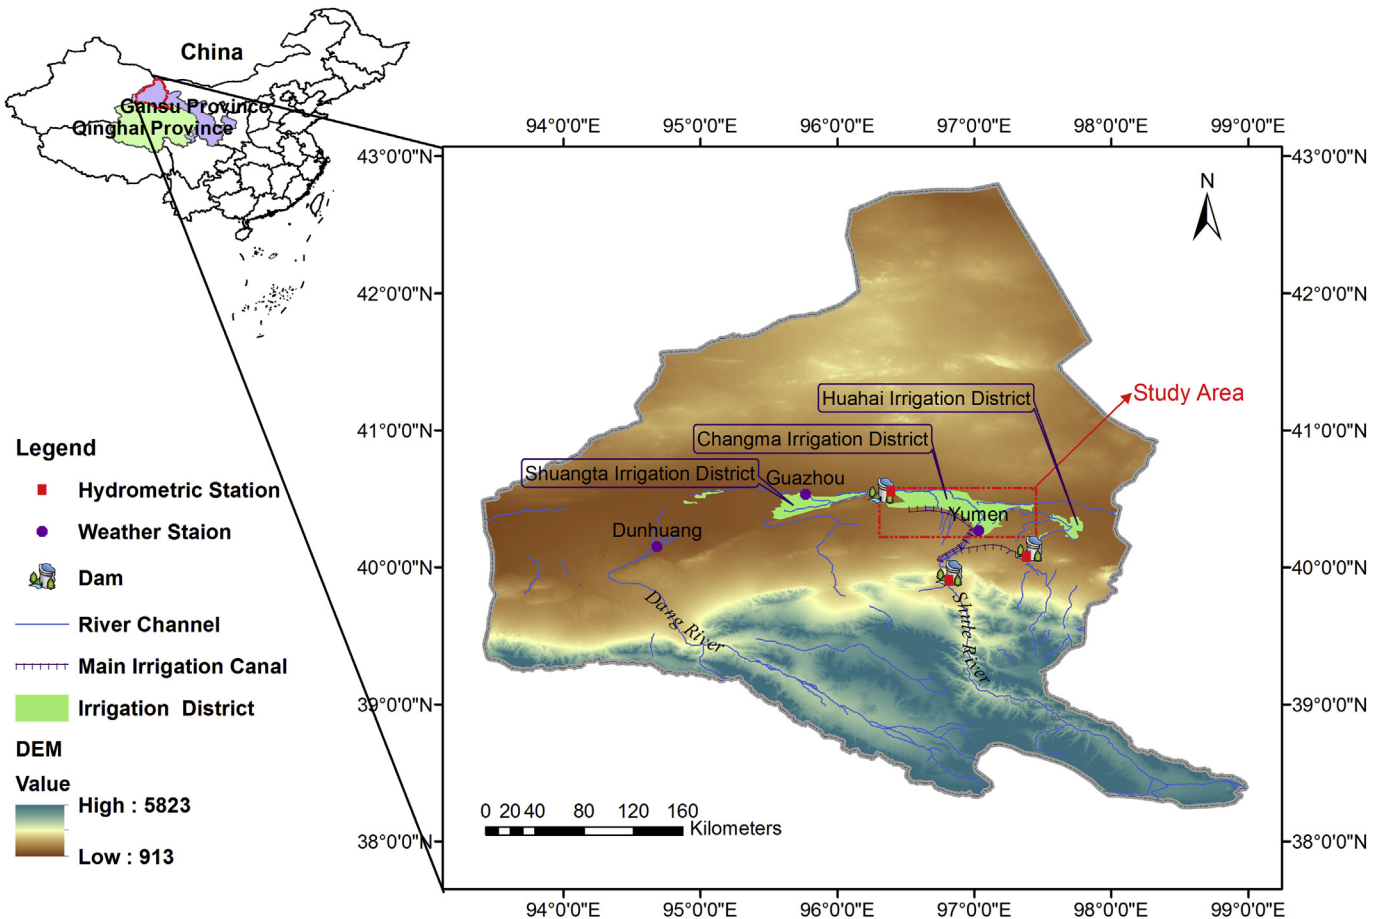 China
Gansu Province
Qinghai Province
94°0'0"E 95°0'0"E 96°0'0"E 97°0'0"E 98°0'0"E 99°0'0"E
43°0'0"N 43°0'0"N
N
42°0'0"N 42°0'0"N
Huahai Irrigation District
Study Area
41°0'0"N 41°0'0"N
Changma Irrigation District
Shuangta Irrigation District
Guazhou
Yumen
Dunhuang
40°0'0"N 40°0'0"N
Dang River
Shule River
39°0'0"N 39°0'0"N
38°0'0"N 38°0'0"N
0 20 40 80 120 160
Kilometers
94°0'0"E 95°0'0"E 96°0'0"E 97°0'0"E 98°0'0"E 99°0'0"E
Legend
Hydrometric Station
Weather Staion
Dam
River Channel
Main Irrigation Canal
Irrigation District
DEM
Value
High : 5823
Low : 913